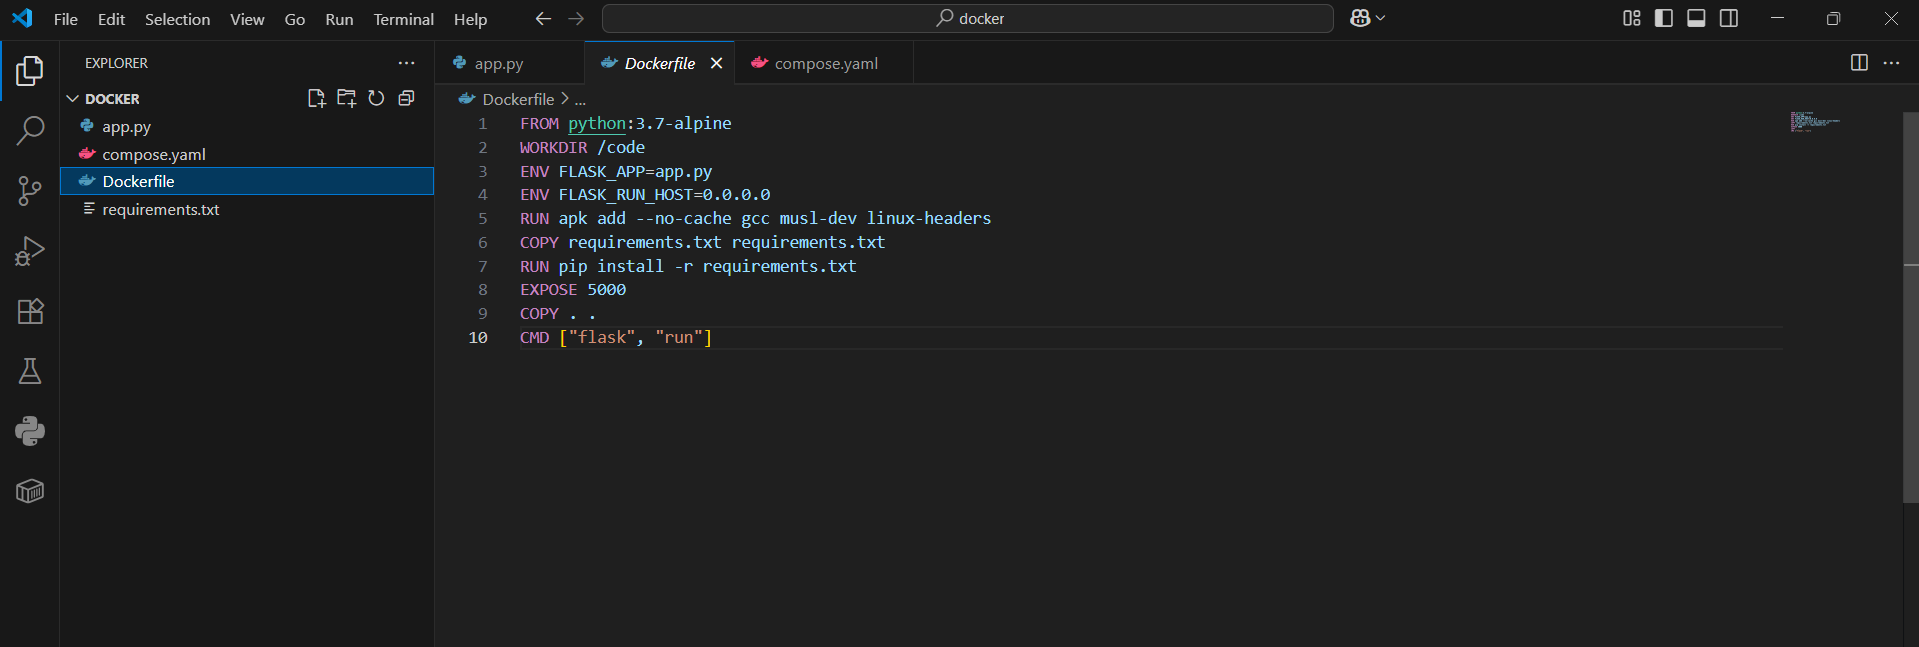 File Edit Selection View Go Run Terminal Help
docker
EXPLORER
DOCKER
app.py
compose.yaml
Dockerfile
requirements.txt
app.py
Dockerfile
compose.yaml
Dockerfile > ...
1 FROM python:3.7-alpine
2 WORKDIR /code
3 ENV FLASK_APP=app.py
4 ENV FLASK_RUN_HOST=0.0.0.0
5 RUN apk add --no-cache gcc musl-dev linux-headers
6 COPY requirements.txt requirements.txt
7 RUN pip install -r requirements.txt
8 EXPOSE 5000
9 COPY . .
10 CMD ["flask", "run"]